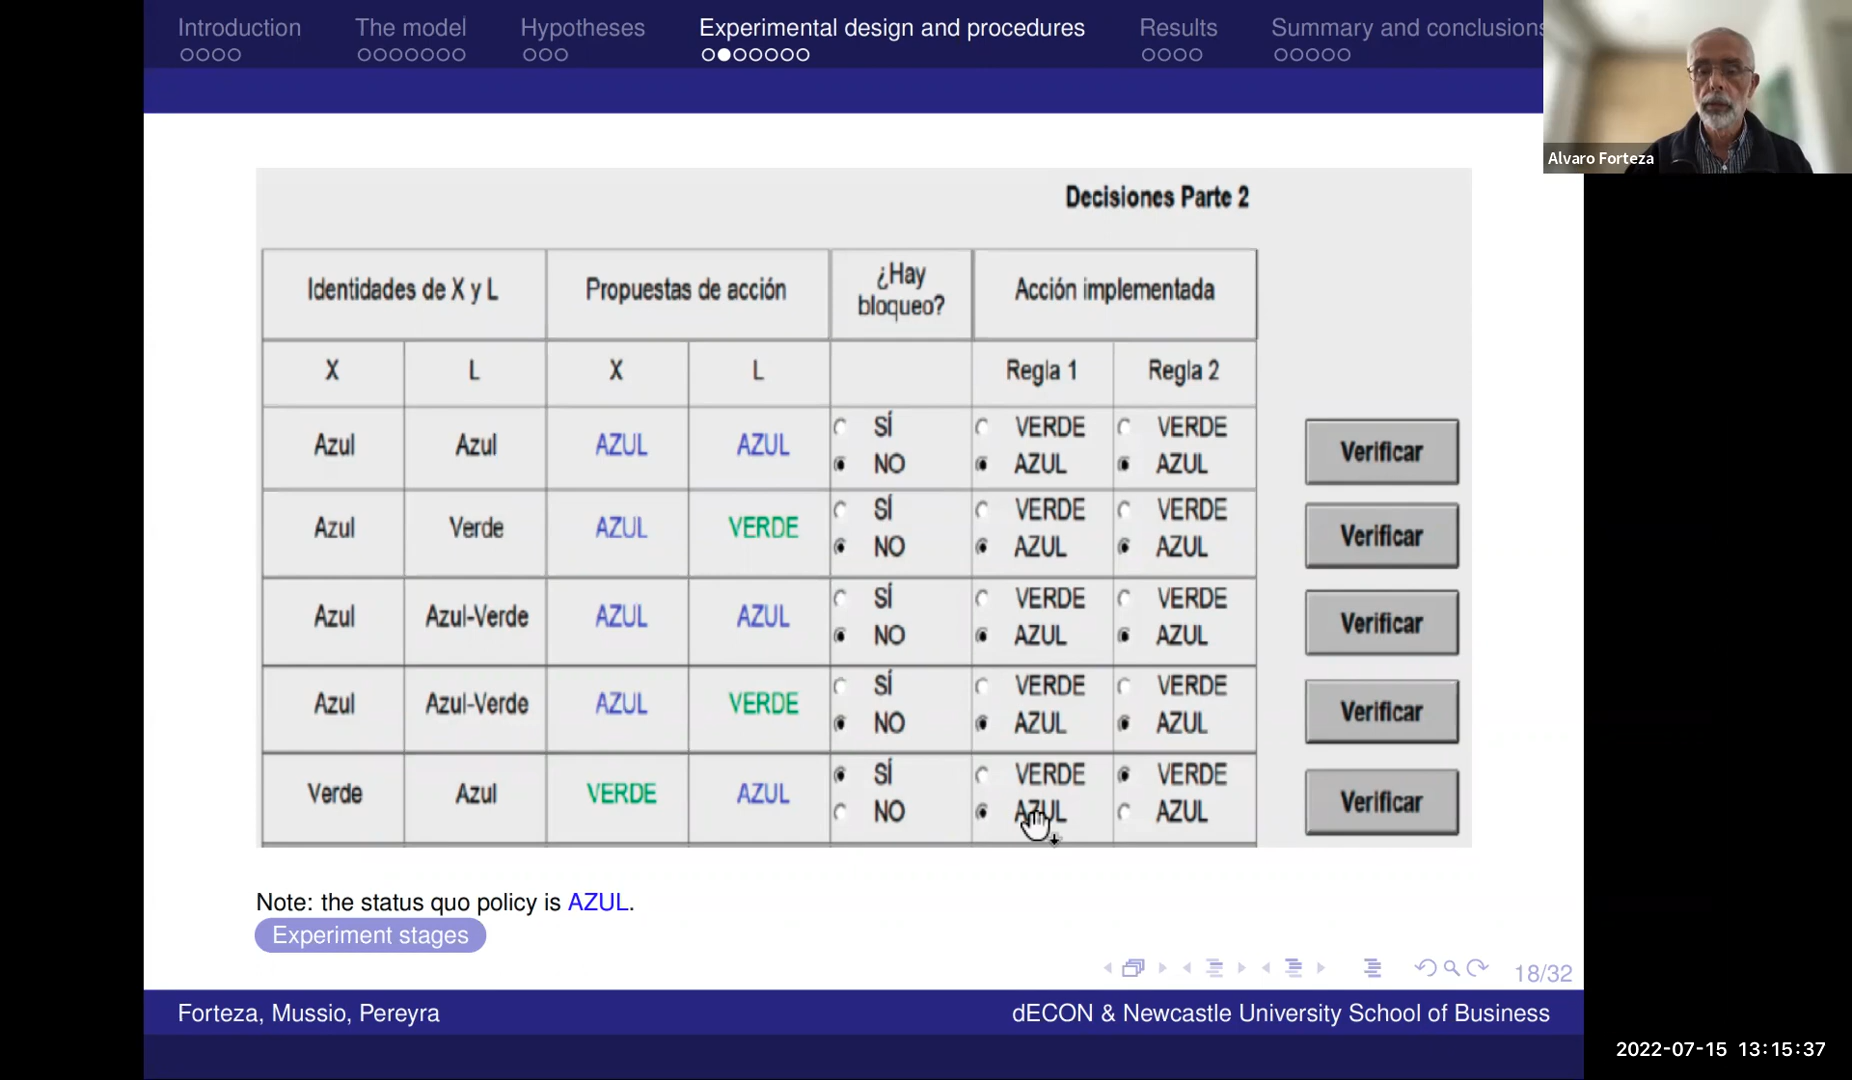 Introduction The model Hypotheses Experimental design and procedures Results Summary and conclusions
Alvaro Forteza
Decisiones Parte 2
Identidades de X y L Propuestas de acción ¿Hay bloqueo? Acción implementada
X L X L Regla 1 Regla 2
Azul Azul AZUL AZUL SÍ NO VERDE AZUL VERDE AZUL Verificar
Azul Verde AZUL VERDE SÍ NO VERDE AZUL VERDE AZUL Verificar
Azul Azul-Verde AZUL AZUL SÍ NO VERDE AZUL VERDE AZUL Verificar
Azul Azul-Verde AZUL VERDE SÍ NO VERDE AZUL VERDE AZUL Verificar
Verde Azul VERDE AZUL SÍ NO VERDE AZUL VERDE AZUL Verificar
Note: the status quo policy is AZUL.
Experiment stages
18/32
Forteza, Mussio, Pereyra dECON & Newcastle University School of Business
2022-07-15 13:15:37